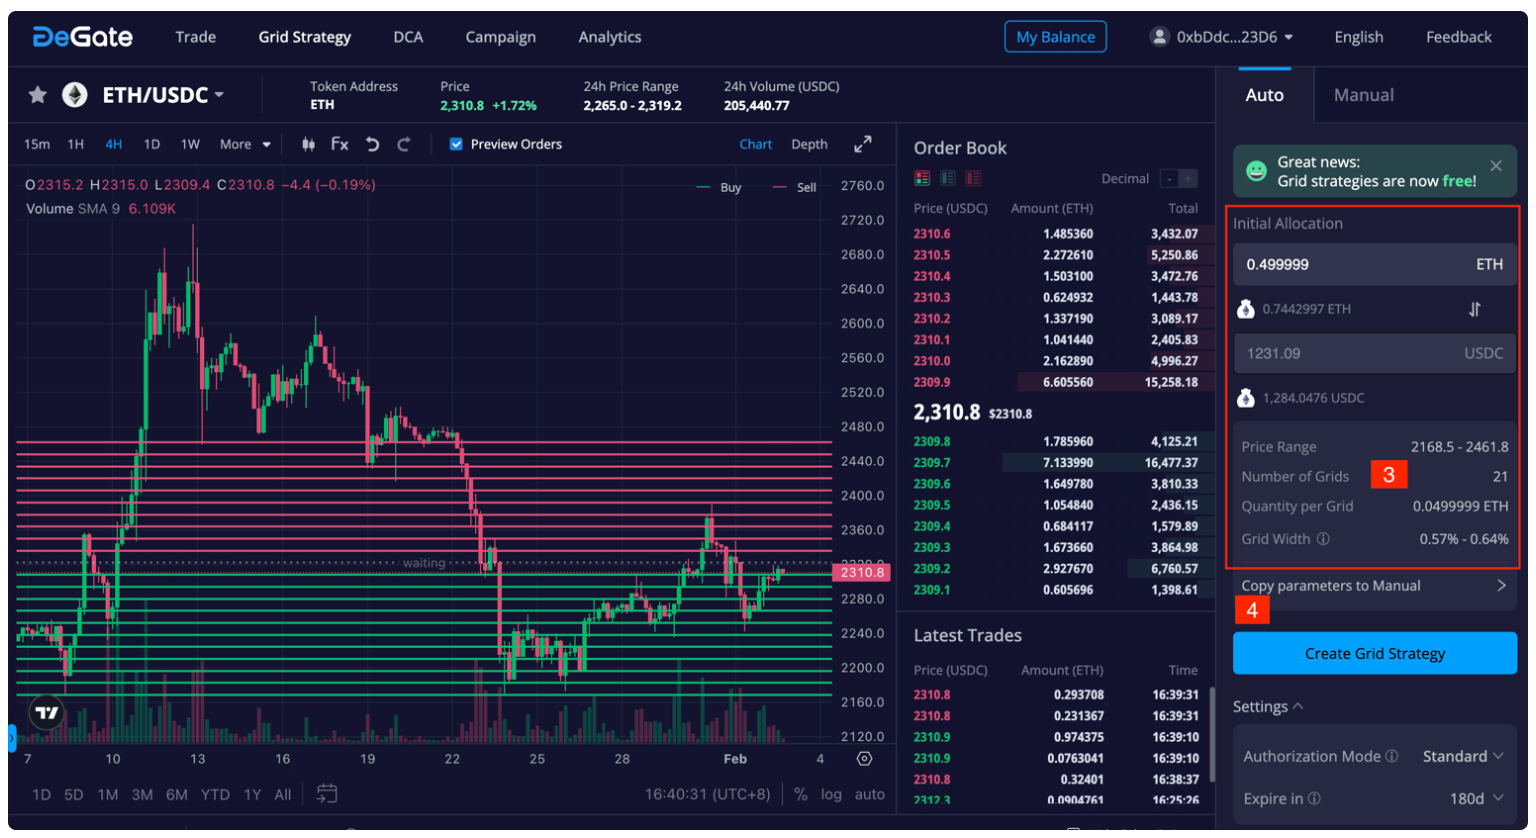 DeGate Trade Grid Strategy DCA Campaign Analytics My Balance 0xbDdc...23D6 English Feedback
ETH/USDC
Token Address Price 24h Price Range 24h Volume (USDC)
ETH 2,310.8 +1.72% 2,265.0 - 2,319.2 205,440.77
15m 1H 4H 1D 1W More Fx Preview Orders Chart Depth
O2315.2 H2315.0 L2309.4 C2310.8 −4.4 (−0.19%)
Buy Sell
Volume SMA 9 6.109K
2760.0
2720.0
2680.0
2640.0
2600.0
2560.0
2520.0
2480.0
2440.0
2400.0
2360.0
waiting
2310.8
2280.0
2240.0
2200.0
2160.0
2120.0
7 10 13 16 19 22 25 28 Feb 4
1D 5D 1M 3M 6M YTD 1Y All 16:40:31 (UTC+8) % log auto
Order Book
Decimal - +
Price (USDC) Amount (ETH) Total
2310.6 1.485360 3,432.07
2310.5 2.272610 5,250.86
2310.4 1.503100 3,472.76
2310.3 0.624932 1,443.78
2310.2 1.337190 3,089.17
2310.1 1.041440 2,405.83
2310.0 2.162890 4,996.27
2309.9 6.605560 15,258.18
2,310.8 $2310.8
2309.8 1.785960 4,125.21
2309.7 7.133990 16,477.37
2309.6 1.649780 3,810.33
2309.5 1.054840 2,436.15
2309.4 0.684117 1,579.89
2309.3 1.673660 3,864.98
2309.2 2.927670 6,760.57
2309.1 0.605696 1,398.61
Latest Trades
Price (USDC) Amount (ETH) Time
2310.8 0.293708 16:39:31
2310.8 0.231367 16:39:31
2310.9 0.974375 16:39:10
2310.9 0.0763041 16:39:10
2310.8 0.32401 16:38:37
2312.3 0.0904761 16:25:26
Auto Manual
Great news:
Grid strategies are now free!
Initial Allocation
0.499999 ETH
0.7442997 ETH
1231.09 USDC
1,284.0476 USDC
Price Range 2168.5 - 2461.8
Number of Grids 3 21
Quantity per Grid 0.0499999 ETH
Grid Width 0.57% - 0.64%
Copy parameters to Manual
4
Create Grid Strategy
Settings
Authorization Mode Standard
Expire in 180d